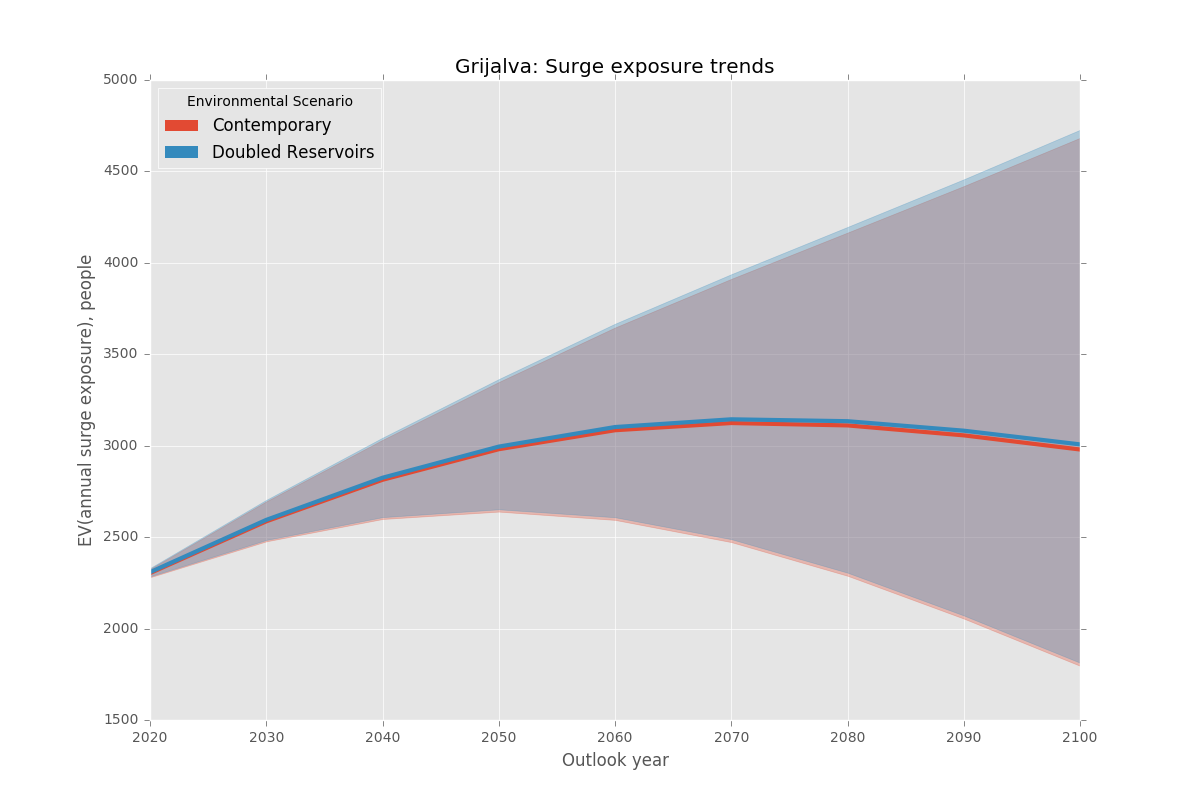 Grijalva: Surge exposure trends
Environmental Scenario
Contemporary
Doubled Reservoirs
EV(annual surge exposure), people
5000
4500
4000
3500
3000
2500
2000
1500
2020 2030 2040 2050 2060 2070 2080 2090 2100
Outlook year